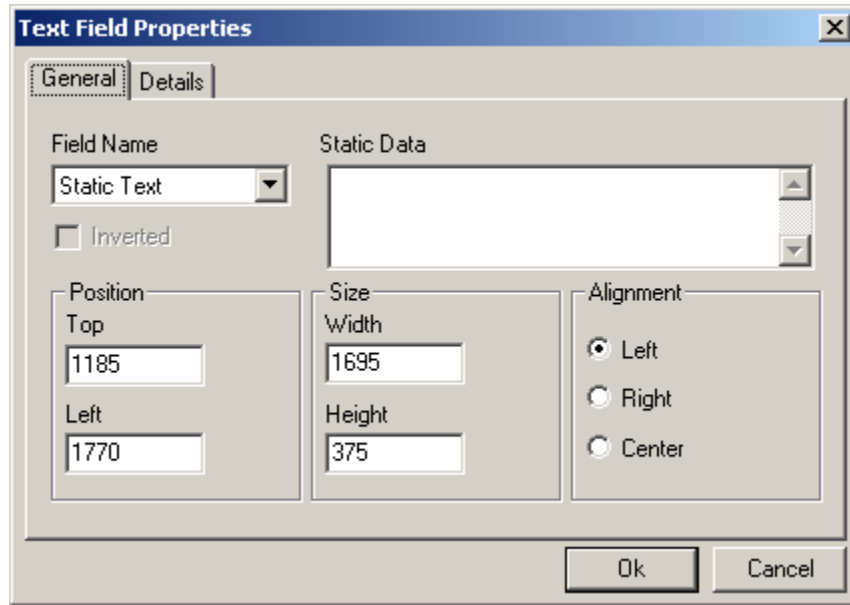 Text Field Properties
General Details
Field Name Static Data
Static Text
Inverted
Position Size Alignment
Top Width
1185 1695 Left
Left Height Right
1770 375 Center
Ok Cancel